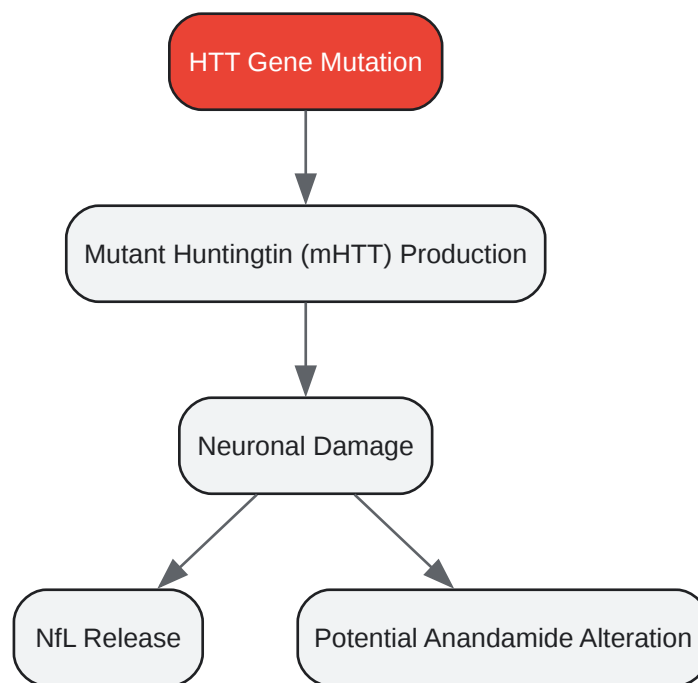 HTT Gene Mutation
Mutant Huntingtin (mHTT) Production
Neuronal Damage
NfL Release
Potential Anandamide Alteration